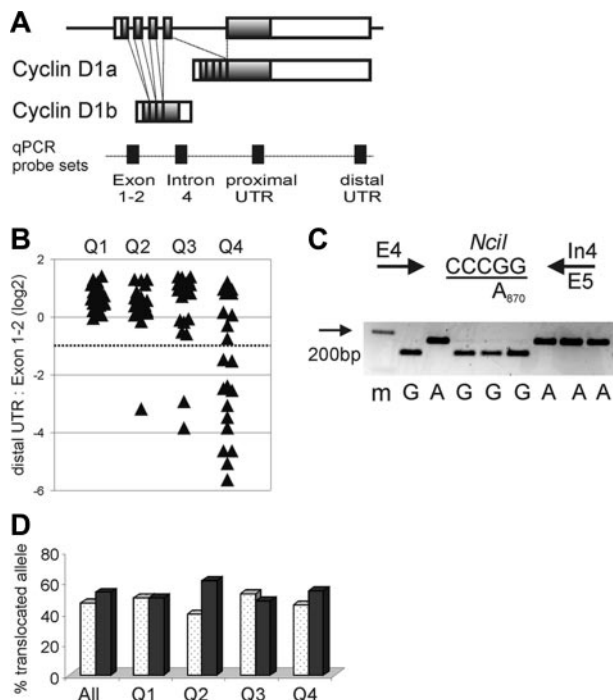 A
Cyclin D1a
Cyclin D1b
qPCR
probe sets
Exon
1-2
Intron
4
proximal
UTR
distal
UTR
B
Q1 Q2 Q3 Q4
distal UTR : Exon 1-2 (log2)
2
0
-2
-4
-6
C
E4
NciI
CCCGG
A870
In4
E5
200bp
m G A G G G A A A
D
% translocated allele
80
60
40
20
0
All Q1 Q2 Q3 Q4